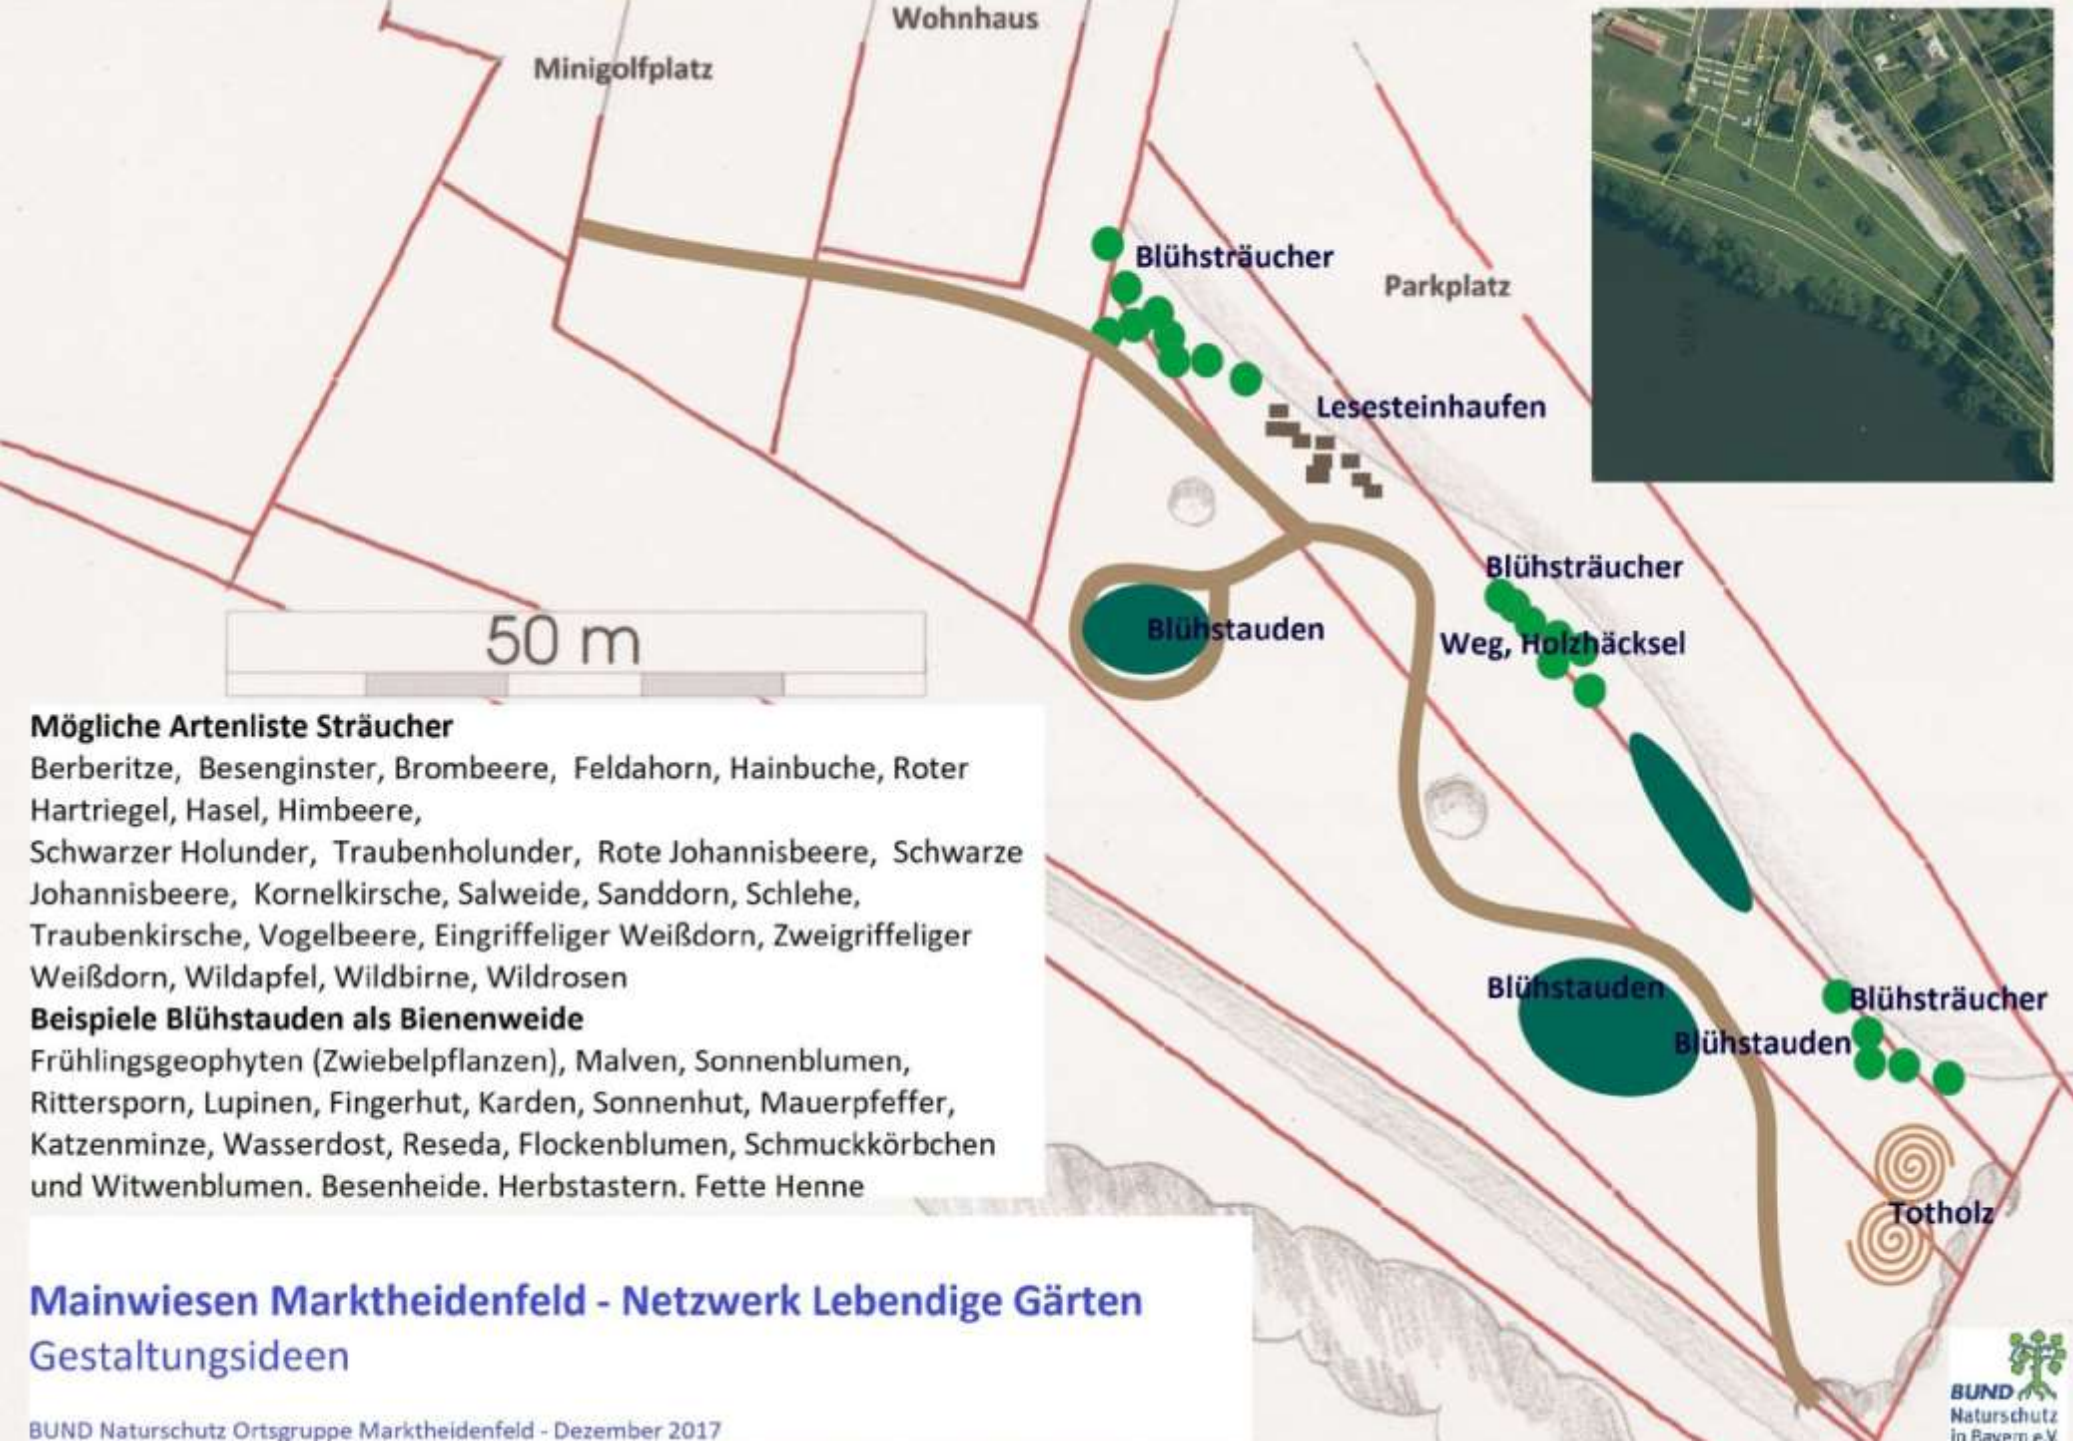 Wohnhaus
Minigolfplatz
Blühsträucher
Parkplatz
Lesesteinhaufen
Blühsträucher
Blühstauden
Weg, Holzhäcksel
50 m
Mögliche Artenliste Sträucher
Berberitze, Besenginster, Brombeere, Feldahorn, Hainbuche, Roter
Hartriegel, Hasel, Himbeere,
Schwarzer Holunder, Traubenholunder, Rote Johannisbeere, Schwarze
Johannisbeere, Kornelkirsche, Salweide, Sanddorn, Schlehe,
Traubenkirsche, Vogelbeere, Eingriffeliger Weißdorn, Zweigriffeliger
Weißdorn, Wildapfel, Wildbirne, Wildrosen
Beispiele Blühstauden als Bienenweide
Frühlingsgeophyten (Zwiebelpflanzen), Malven, Sonnenblumen,
Rittersporn, Lupinen, Fingerhut, Karden, Sonnenhut, Mauerpfeffer,
Katzenminze, Wasserdost, Reseda, Flockenblumen, Schmuckkörbchen
und Witwenblumen. Besenheide. Herbstastern. Fette Henne
Blühstauden
Blühsträucher
Blühstauden
Totholz
Mainwiesen Marktheidenfeld - Netzwerk Lebendige Gärten
Gestaltungsideen
BUND Naturschutz Ortsgruppe Marktheidenfeld - Dezember 2017
BUND
Naturschutz
in Bayern e.V.